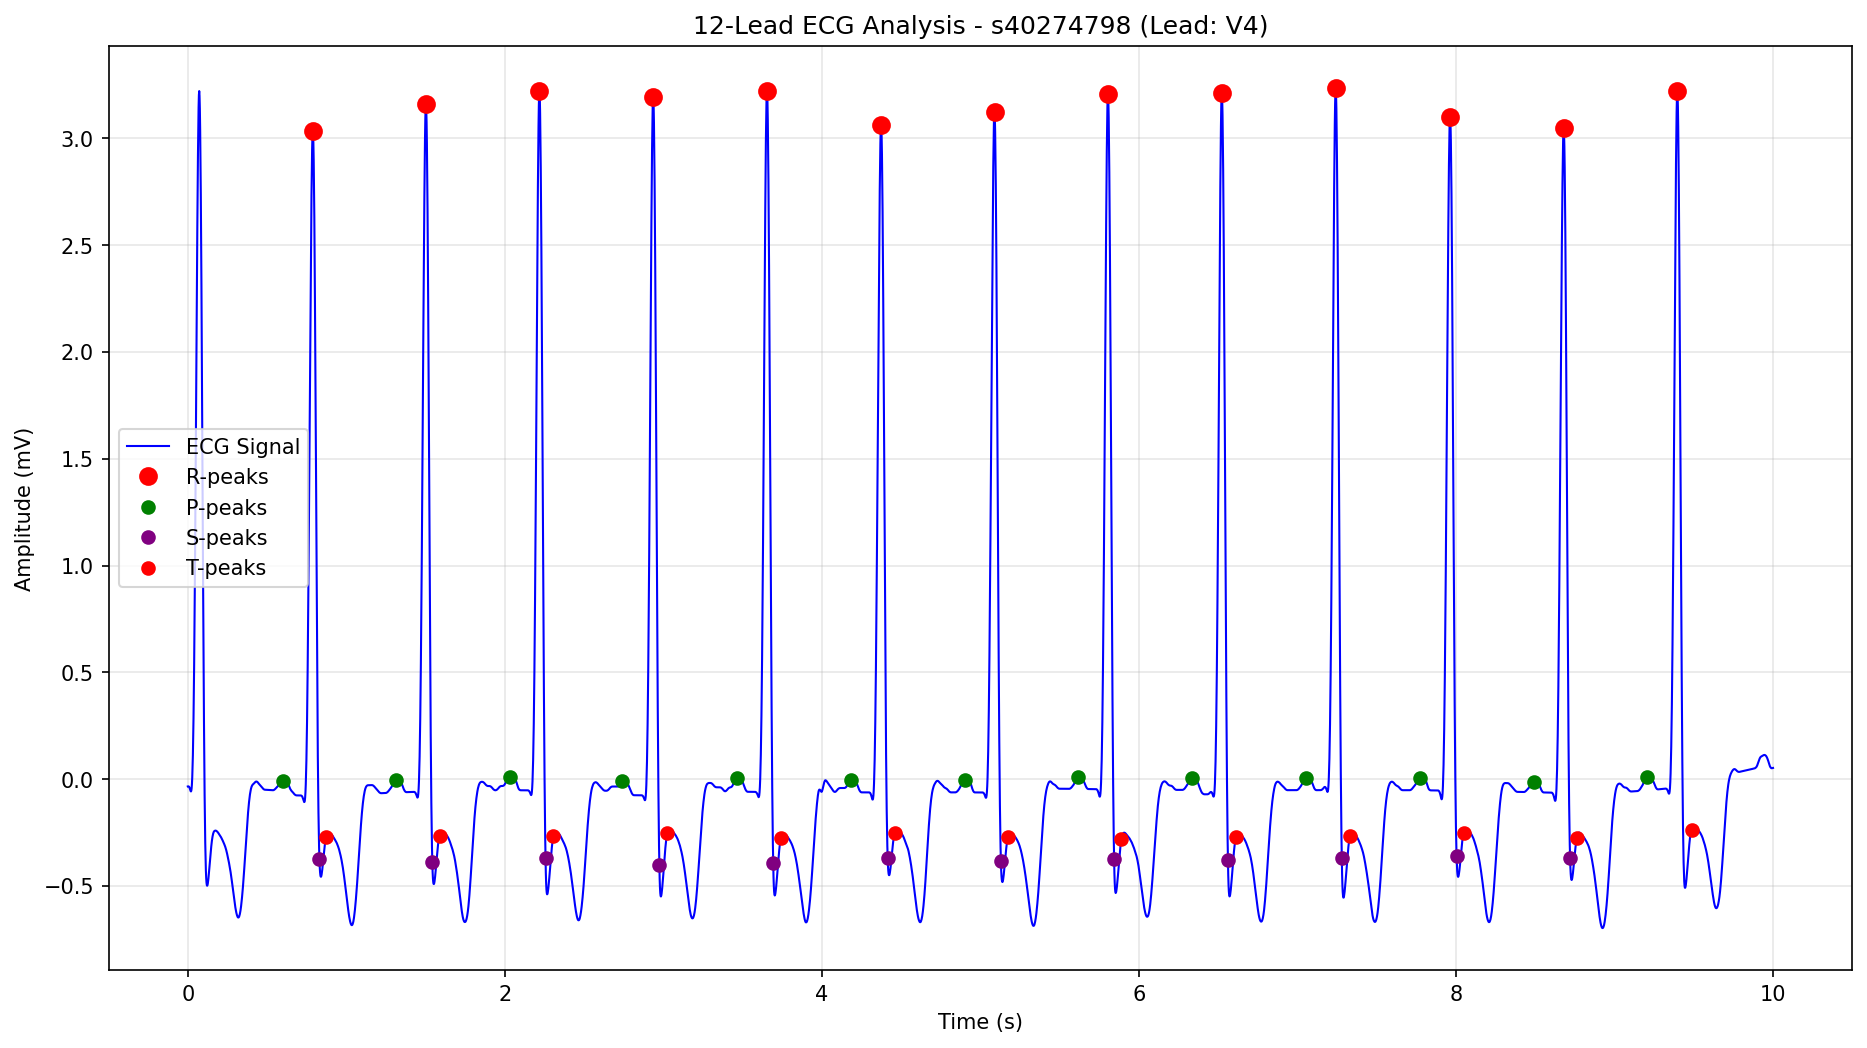 12-Lead ECG Analysis - s40274798 (Lead: V4)
Amplitude (mV)
3.0
2.5
2.0
1.5
1.0
0.5
0.0
−0.5
ECG Signal
R-peaks
P-peaks
S-peaks
T-peaks
0 2 4 6 8 10
Time (s)